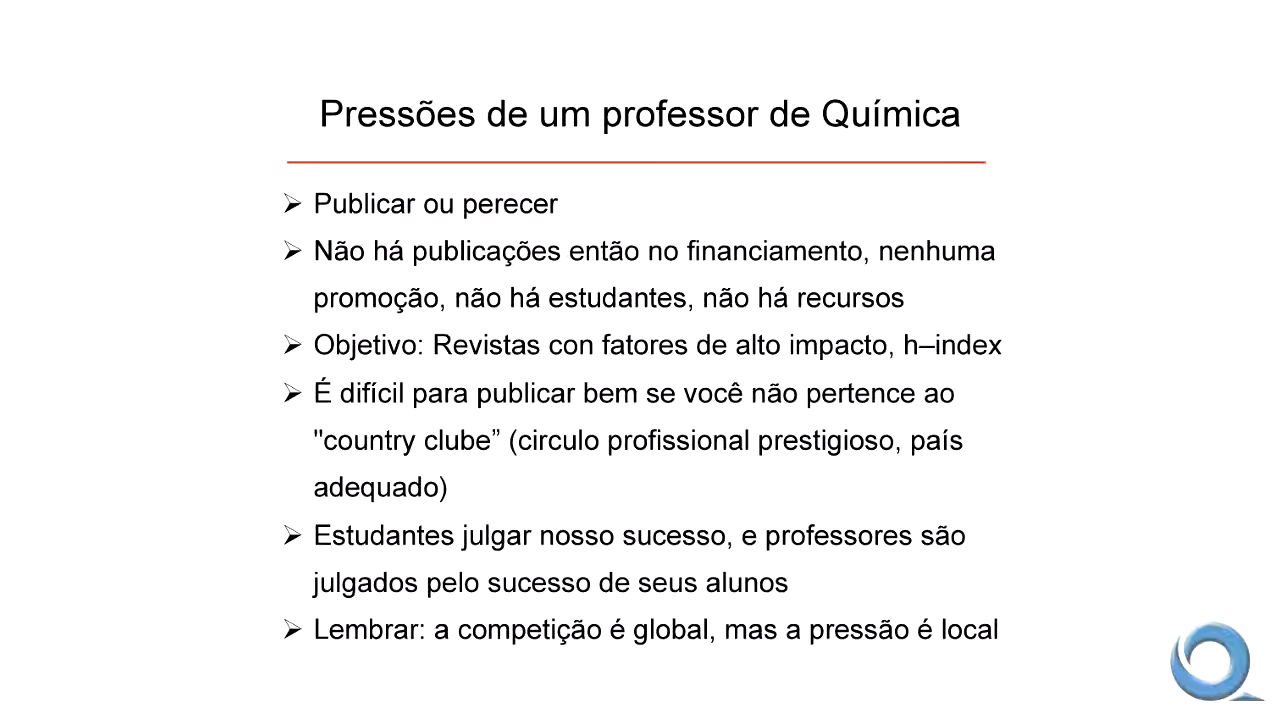 Pressões de um professor de Química
➢ Publicar ou perecer
➢ Não há publicações então no financiamento, nenhuma
promoção, não há estudantes, não há recursos
➢ Objetivo: Revistas con fatores de alto impacto, h–index
➢ É difícil para publicar bem se você não pertence ao
"country clube” (circulo profissional prestigioso, país
adequado)
➢ Estudantes julgar nosso sucesso, e professores são
julgados pelo sucesso de seus alunos
➢ Lembrar: a competição é global, mas a pressão é local